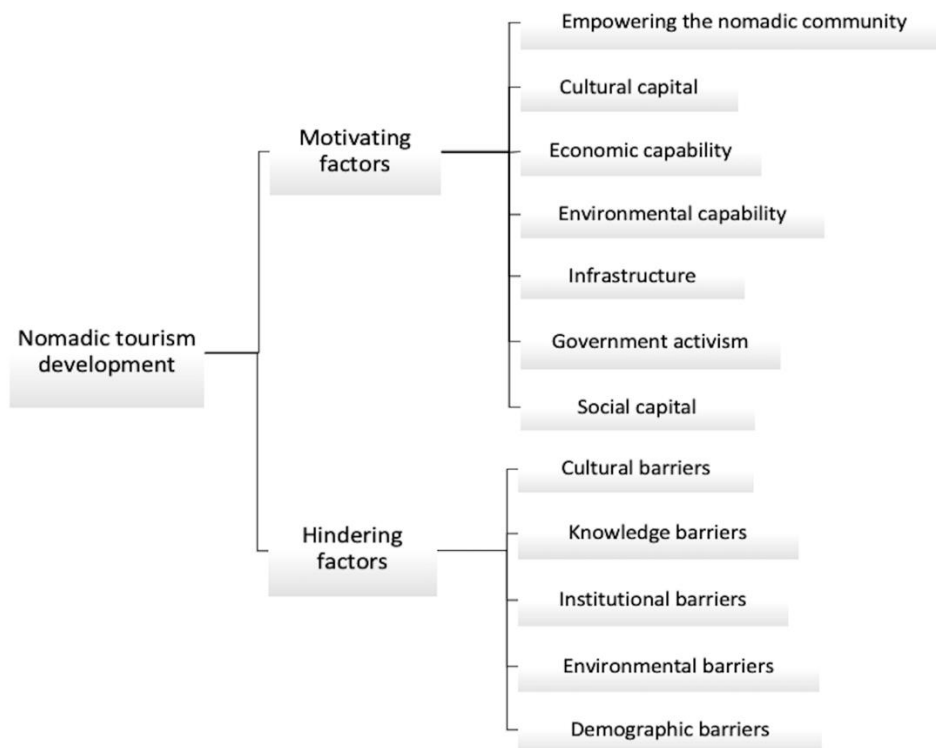 Nomadic tourism
development
Motivating
factors
Empowering the nomadic community
Cultural capital
Economic capability
Environmental capability
Infrastructure
Government activism
Social capital
Hindering
factors
Cultural barriers
Knowledge barriers
Institutional barriers
Environmental barriers
Demographic barriers